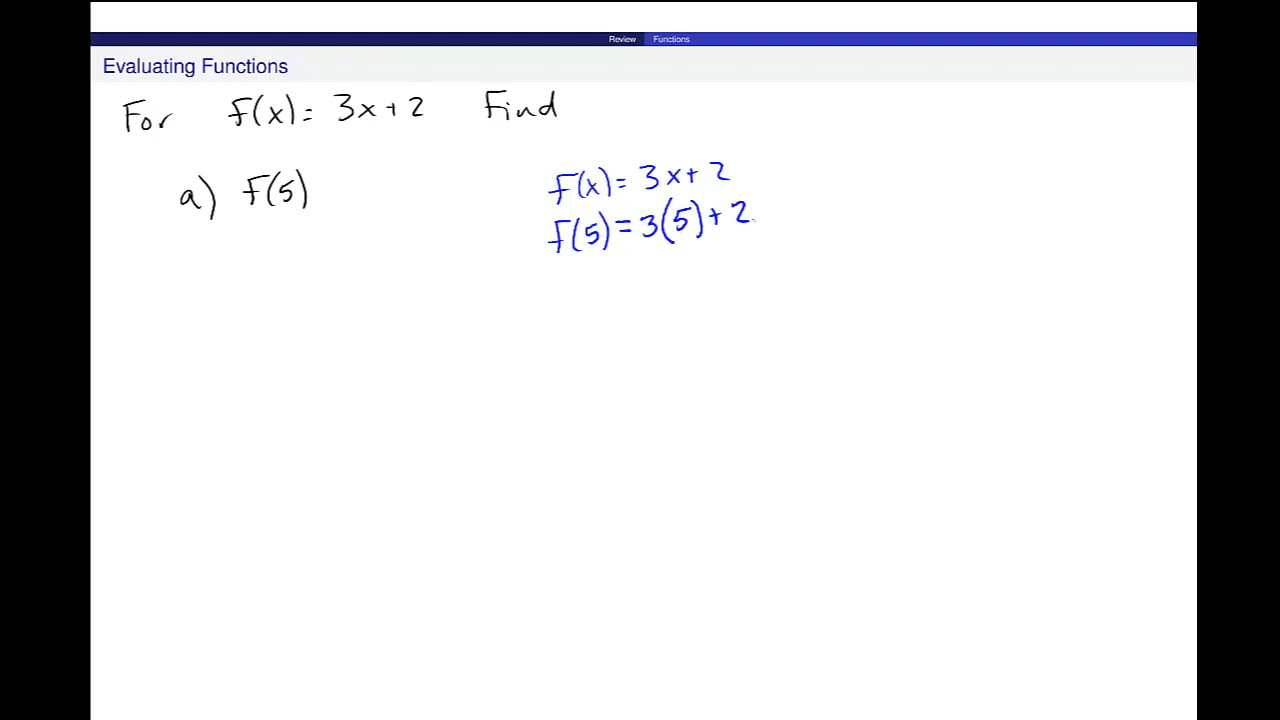 Review Functions
Evaluating Functions
For f(x) = 3x + 2 Find
a) f(5)
f(x) = 3x + 2
f(5) = 3(5) + 2